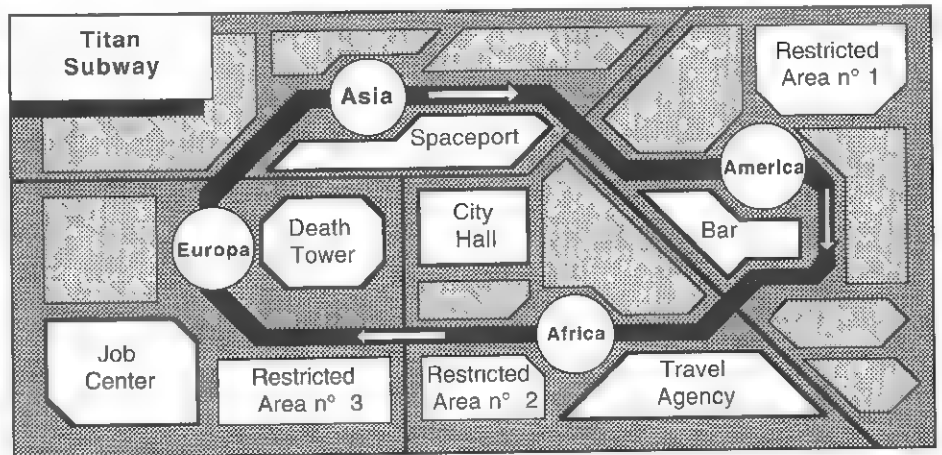 Titan
Subway
Asia
Spaceport
Restricted
Area n° 1
America
Europa
Death
Tower
City
Hall
Bar
Job
Center
Restricted
Area n° 3
Restricted
Area n° 2
Africa
Travel
Agency